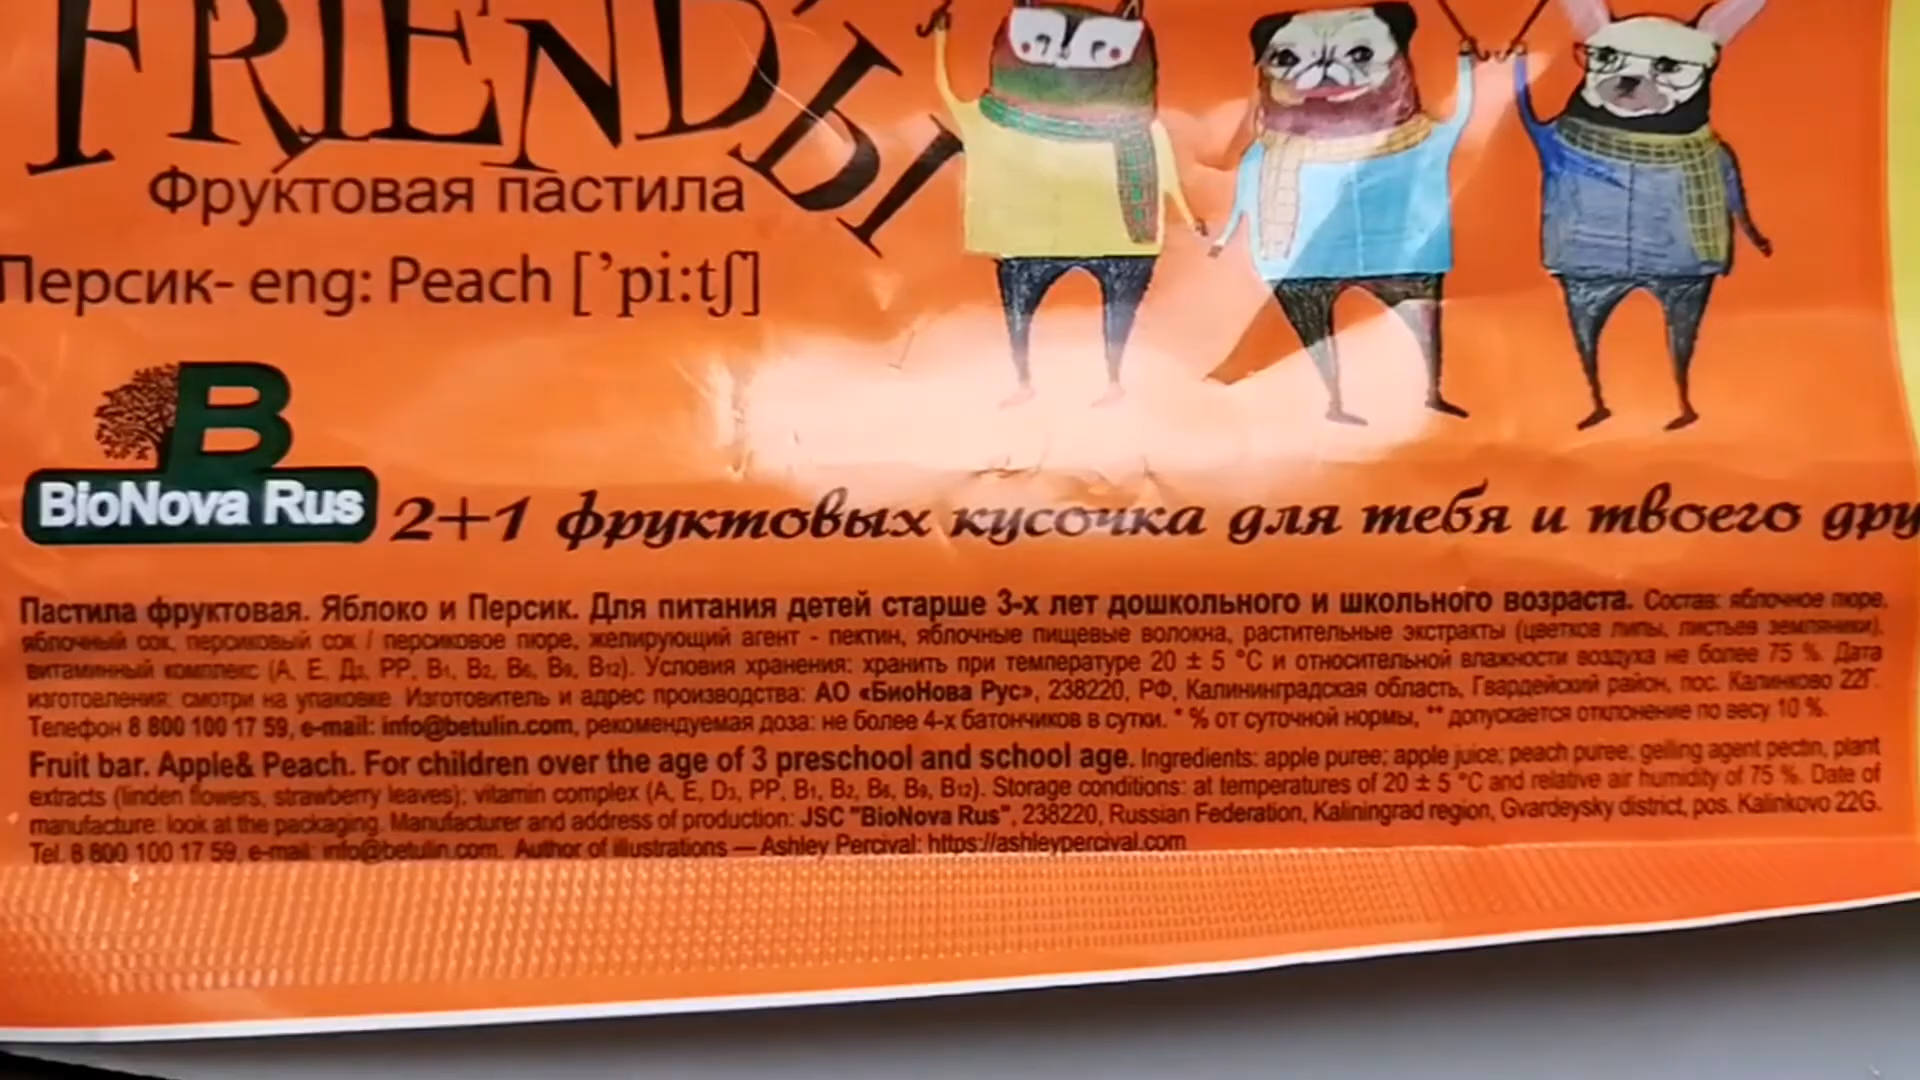 FRIEND'Ы
Фруктовая пастила
Персик- eng: Peach [’pi:tʃ]
B
BioNova Rus
2+1 фруктовых кусочка для тебя и твоего дру
Пастила фруктовая. Яблоко и Персик. Для питания детей старше 3-х лет дошкольного и школьного возраста. Состав: яблочное пюре,
яблочный сок, персиковый сок / персиковое пюре, желирующий агент - пектин, яблочные пищевые волокна, растительные экстракты (цветков липы, листьев земляники),
витаминный комплекс (А, Е, Д3, РР, В1, В2, В6, В9, В12). Условия хранения: хранить при температуре 20 ± 5 °С и относительной влажности воздуха не более 75 %. Дата
изготовления: смотри на упаковке. Изготовитель и адрес производства: АО «БиоНова Рус», 238220, РФ, Калининградская область, Гвардейский район, пос. Калинково 22Г.
Телефон 8 800 100 17 59, e-mail: info@betulin.com, рекомендуемая доза: не более 4-х батончиков в сутки. * % от суточной нормы, ** допускается отклонение по весу 10 %.
Fruit bar. Apple& Peach. For children over the age of 3 preschool and school age. Ingredients: apple puree; apple juice; peach puree; gelling agent pectin, plant
extracts (linden flowers, strawberry leaves); vitamin complex (A, E, D3, PP, B1, B2, B6, B9, B12). Storage conditions: at temperatures of 20 ± 5 °C and relative air humidity of 75 %. Date of
manufacture: look at the packaging. Manufacturer and address of production: JSC "BioNova Rus", 238220, Russian Federation, Kaliningrad region, Gvardeysky district, pos. Kalinkovo 22G.
Tel. 8 800 100 17 59, e-mail: info@betulin.com. Author of illustrations — Ashley Percival: https://ashleypercival.com